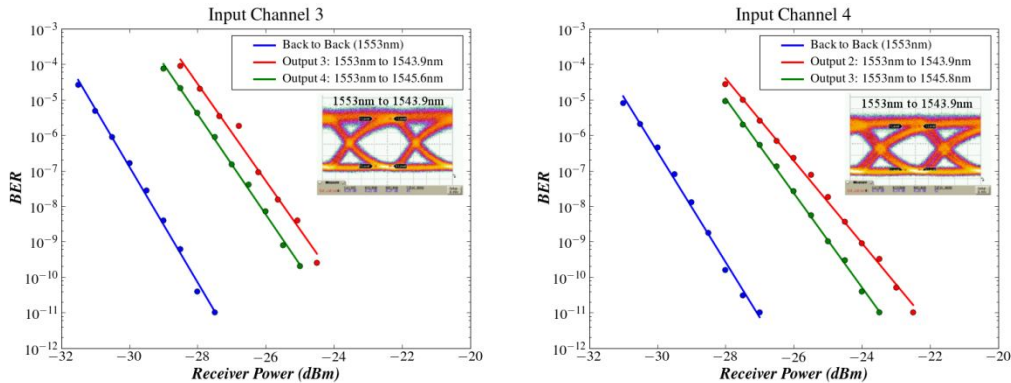 Input Channel 3
BER
10⁻³
10⁻⁴
10⁻⁵
10⁻⁶
10⁻⁷
10⁻⁸
10⁻⁹
10⁻¹⁰
10⁻¹¹
10⁻¹²
Back to Back (1553nm)
Output 3: 1553nm to 1543.9nm
Output 4: 1553nm to 1545.6nm
1553nm to 1543.9nm
−32 −30 −28 −26 −24 −22 −20
Receiver Power (dBm)
Input Channel 4
BER
10⁻³
10⁻⁴
10⁻⁵
10⁻⁶
10⁻⁷
10⁻⁸
10⁻⁹
10⁻¹⁰
10⁻¹¹
10⁻¹²
Back to Back (1553nm)
Output 2: 1553nm to 1543.9nm
Output 3: 1553nm to 1545.8nm
1553nm to 1543.9nm
−32 −30 −28 −26 −24 −22 −20
Receiver Power (dBm)